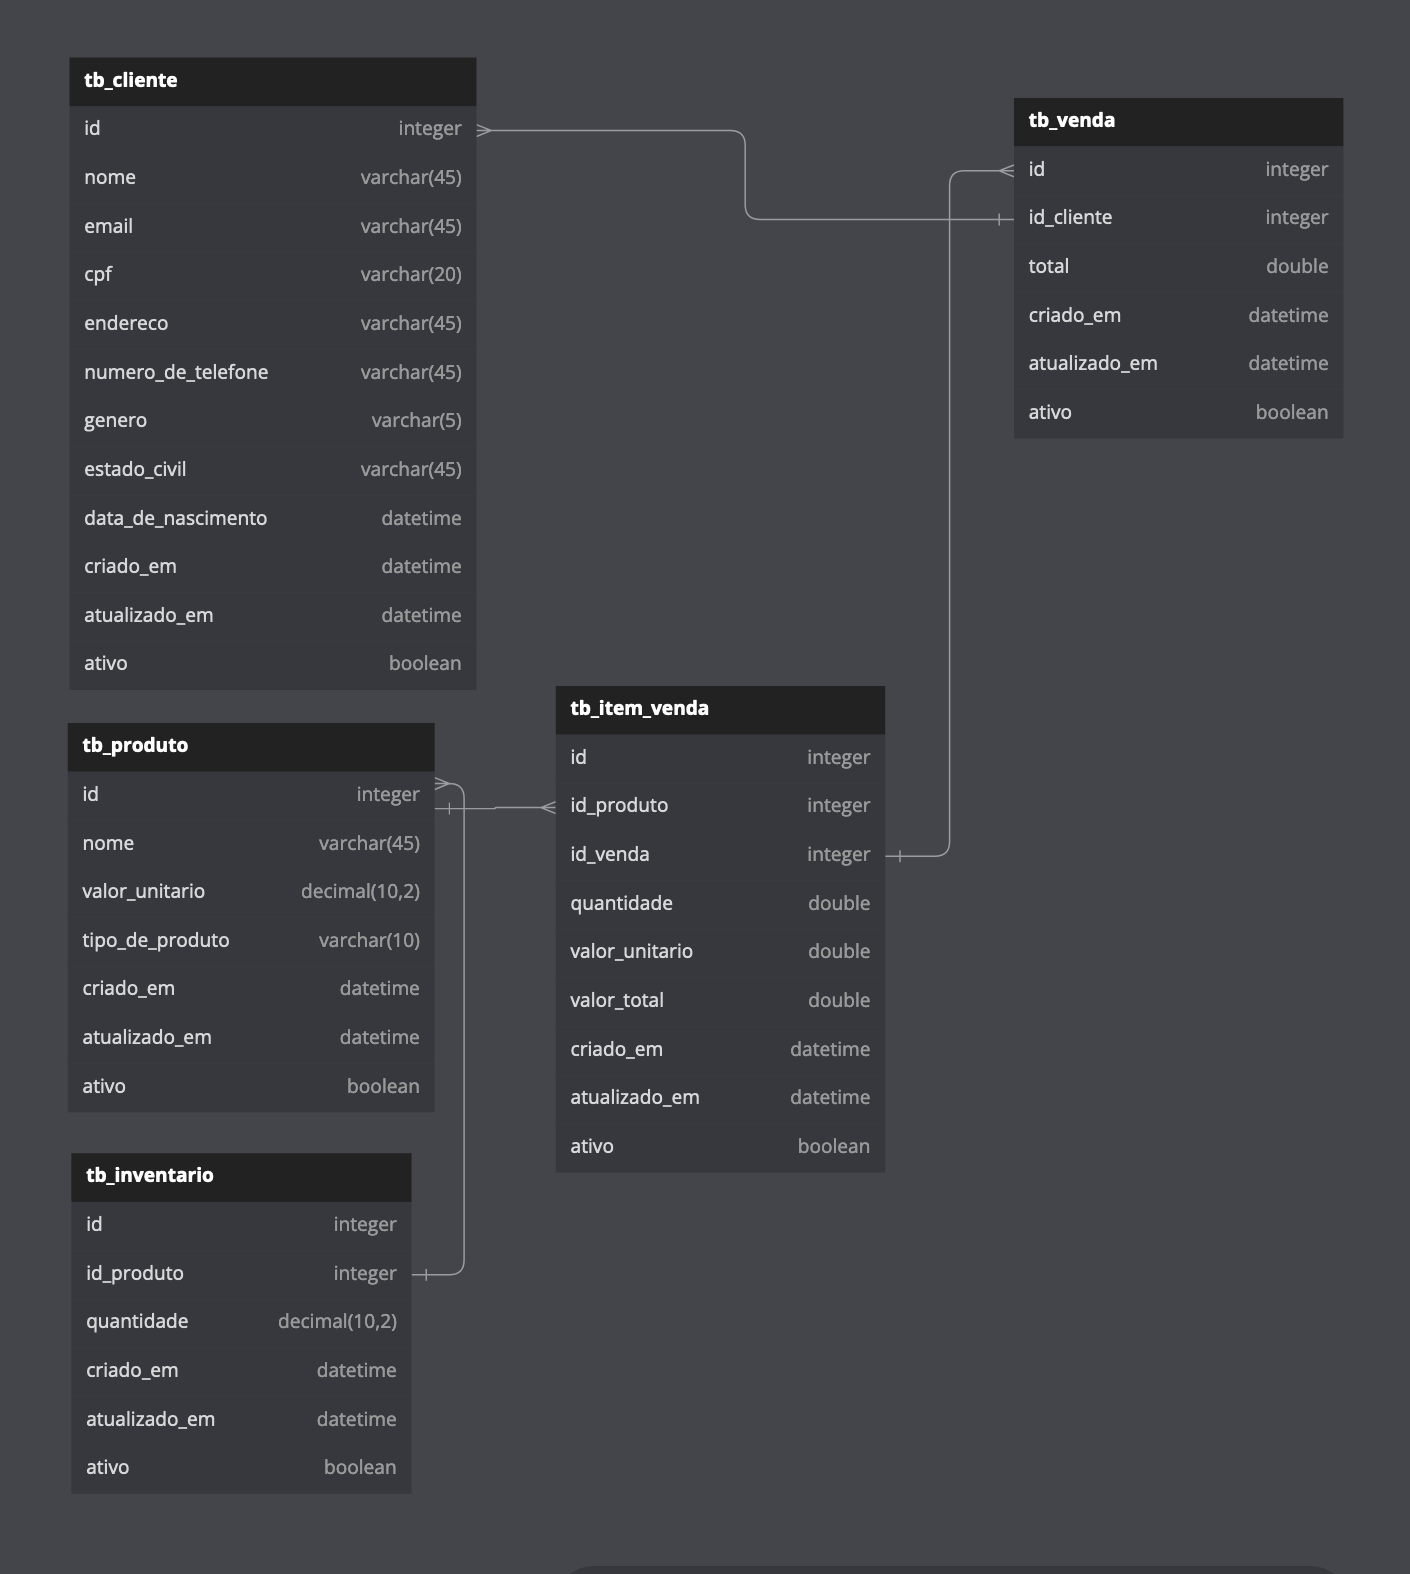 tb_cliente
id integer
nome varchar(45)
email varchar(45)
cpf varchar(20)
endereco varchar(45)
numero_de_telefone varchar(45)
genero varchar(5)
estado_civil varchar(45)
data_de_nascimento datetime
criado_em datetime
atualizado_em datetime
ativo boolean
tb_venda
id integer
id_cliente integer
total double
criado_em datetime
atualizado_em datetime
ativo boolean
tb_produto
id integer
nome varchar(45)
valor_unitario decimal(10,2)
tipo_de_produto varchar(10)
criado_em datetime
atualizado_em datetime
ativo boolean
tb_item_venda
id integer
id_produto integer
id_venda integer
quantidade double
valor_unitario double
valor_total double
criado_em datetime
atualizado_em datetime
ativo boolean
tb_inventario
id integer
id_produto integer
quantidade decimal(10,2)
criado_em datetime
atualizado_em datetime
ativo boolean